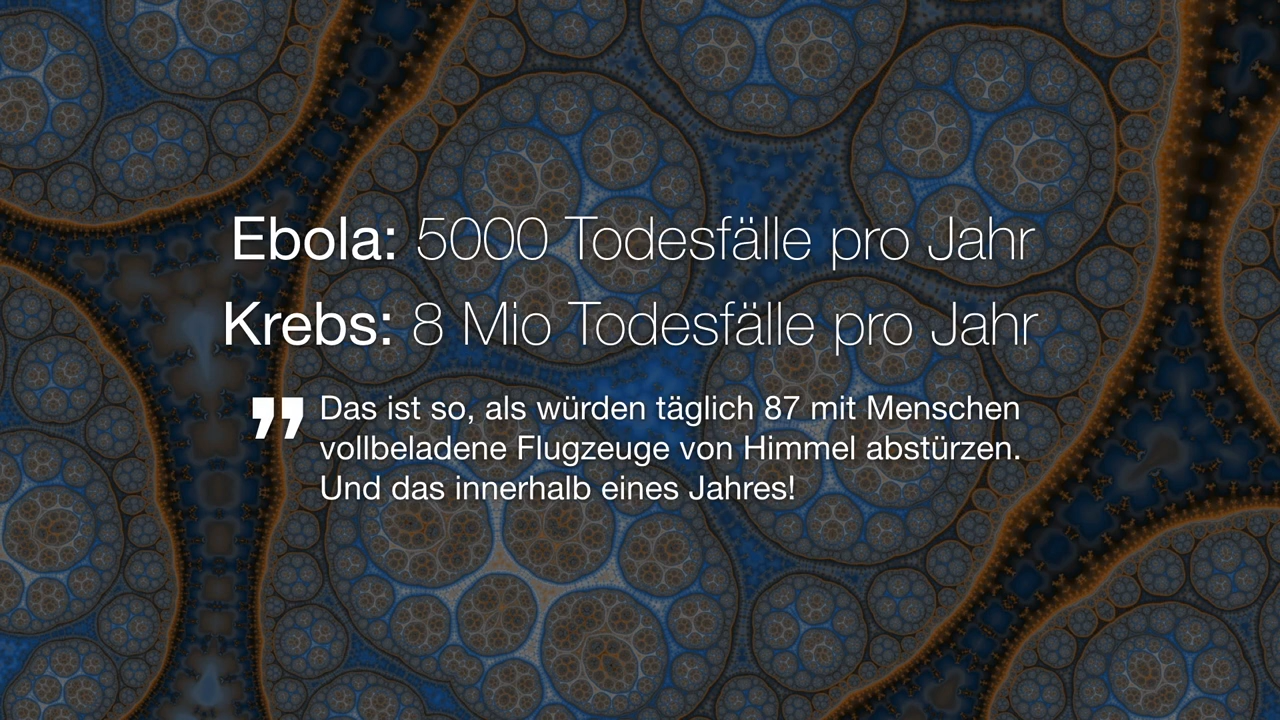 Ebola: 5000 Todesfälle pro Jahr
Krebs: 8 Mio Todesfälle pro Jahr
” Das ist so, als würden täglich 87 mit Menschen
vollbeladene Flugzeuge von Himmel abstürzen.
Und das innerhalb eines Jahres!